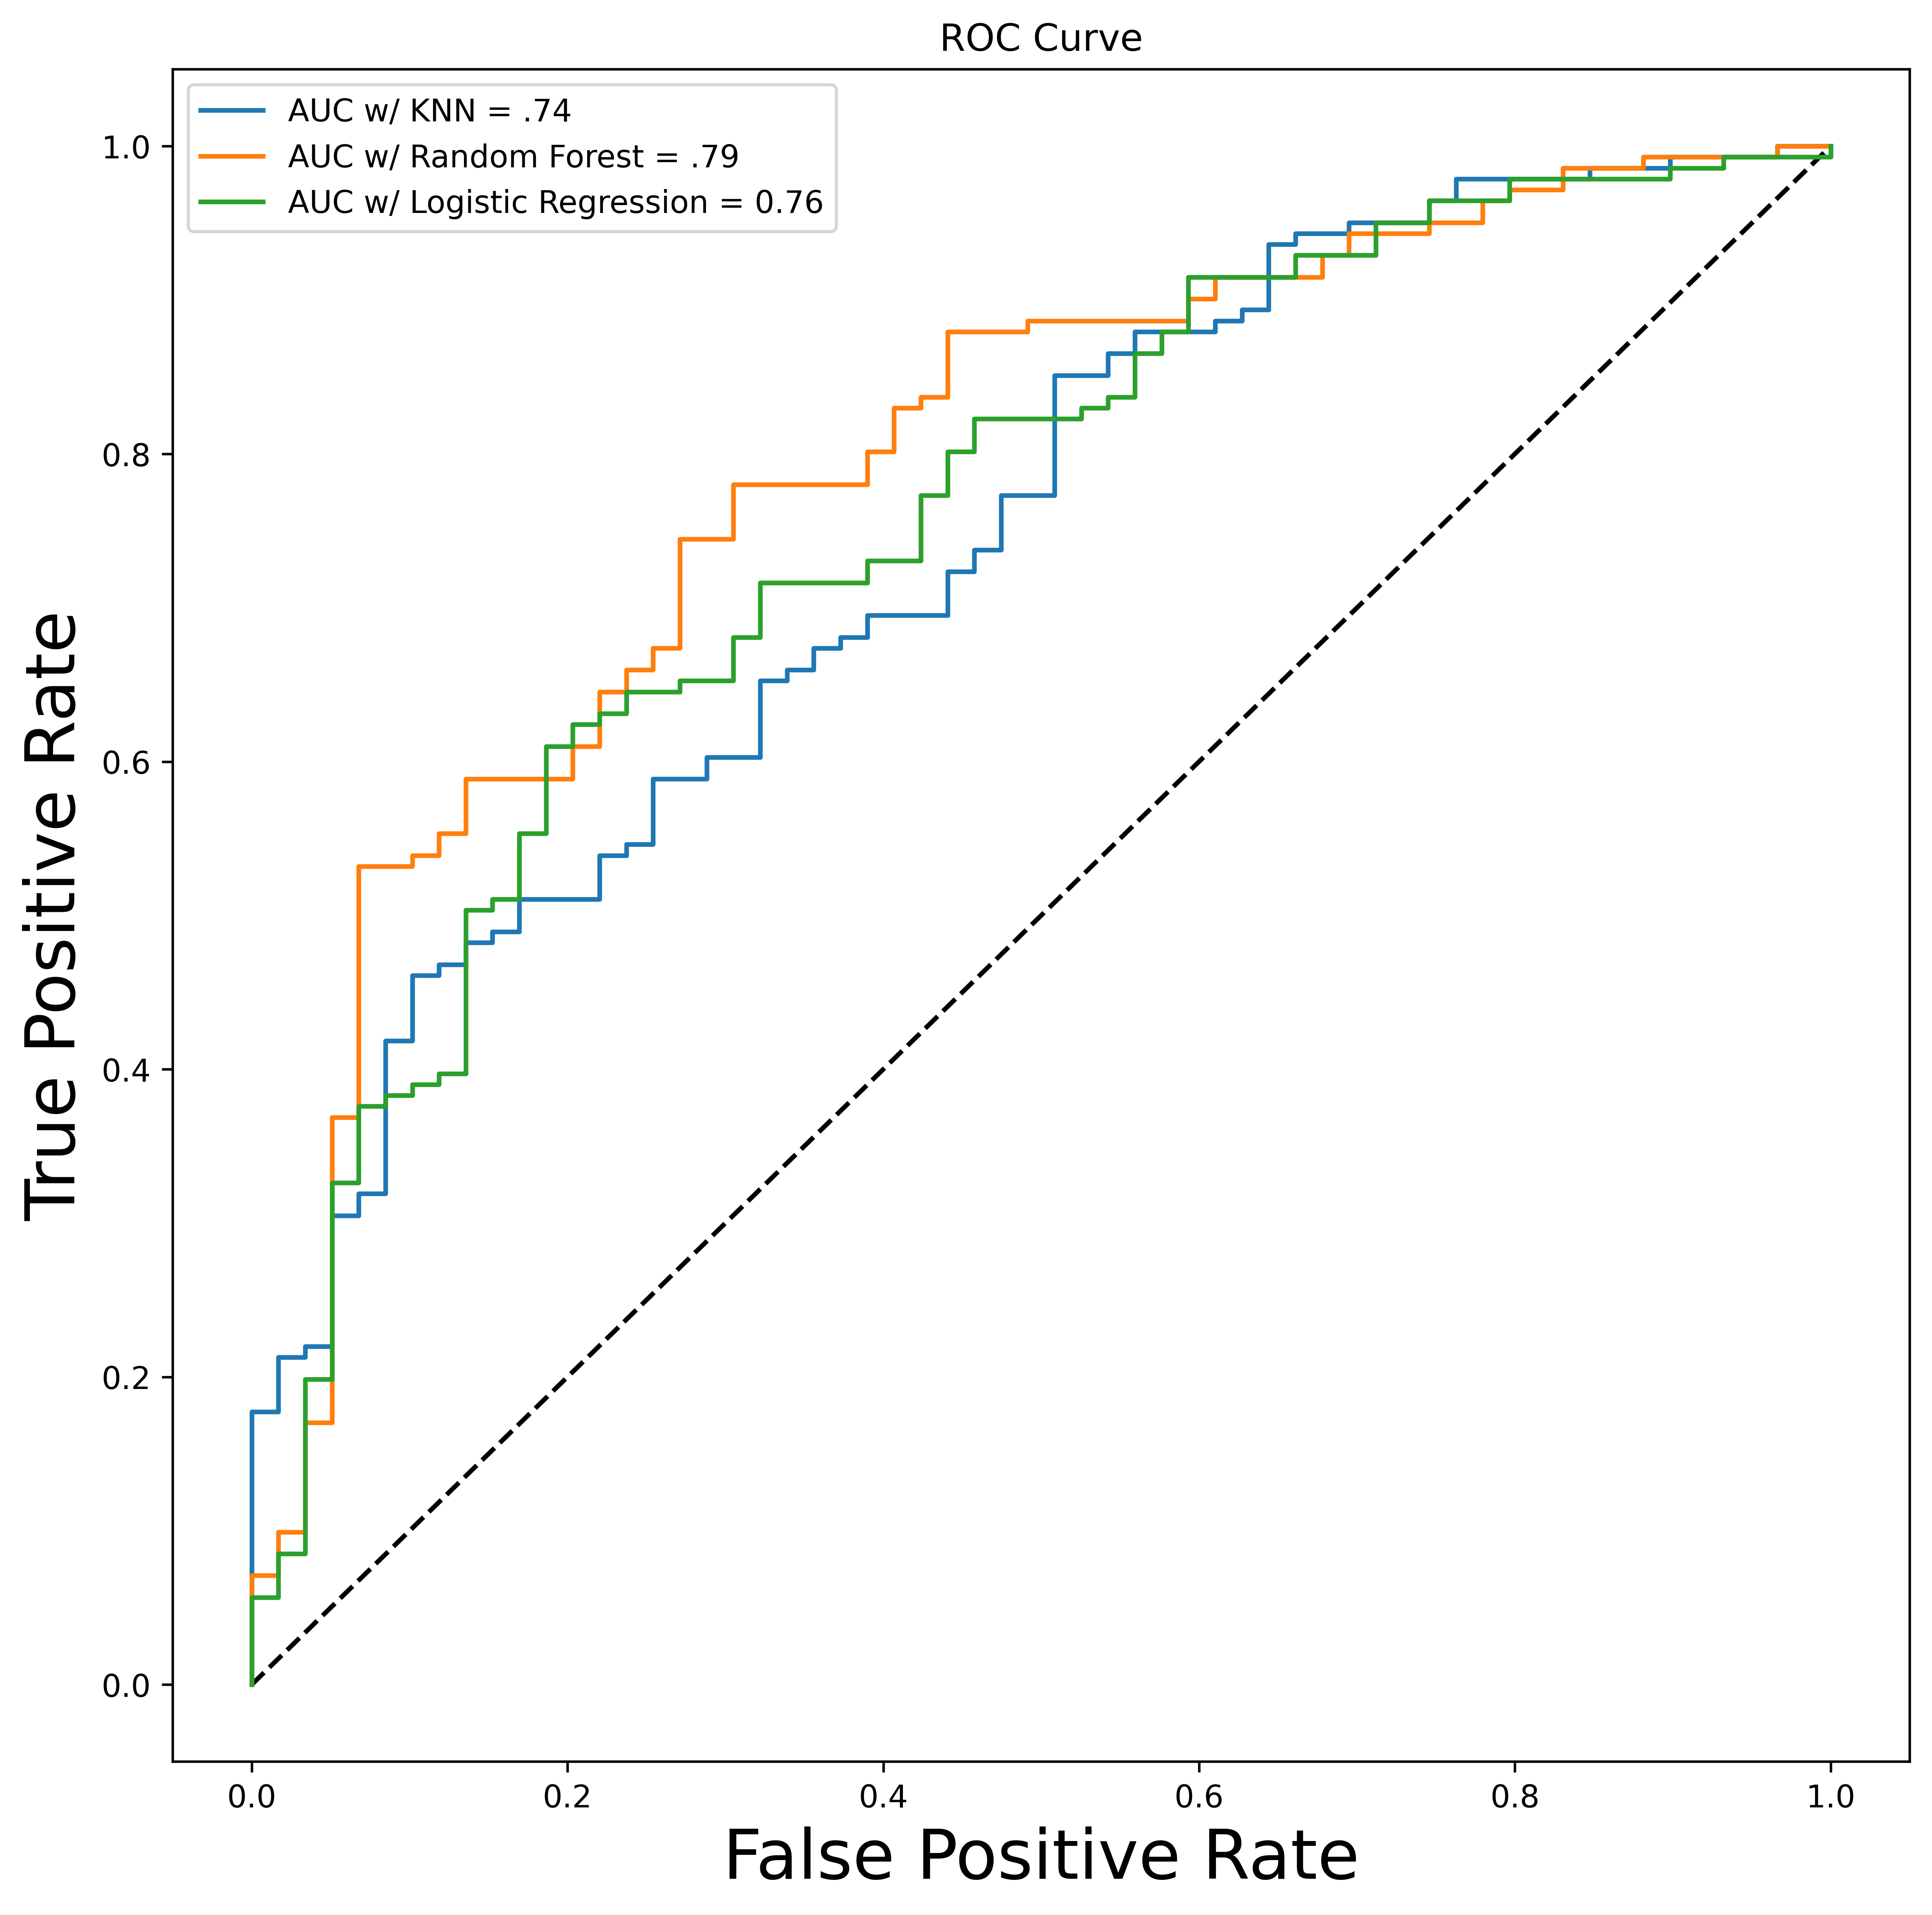 ROC Curve
AUC w/ KNN = .74
AUC w/ Random Forest = .79
AUC w/ Logistic Regression = 0.76
True Positive Rate
1.0
0.8
0.6
0.4
0.2
0.0
0.0 0.2 0.4 0.6 0.8 1.0
False Positive Rate